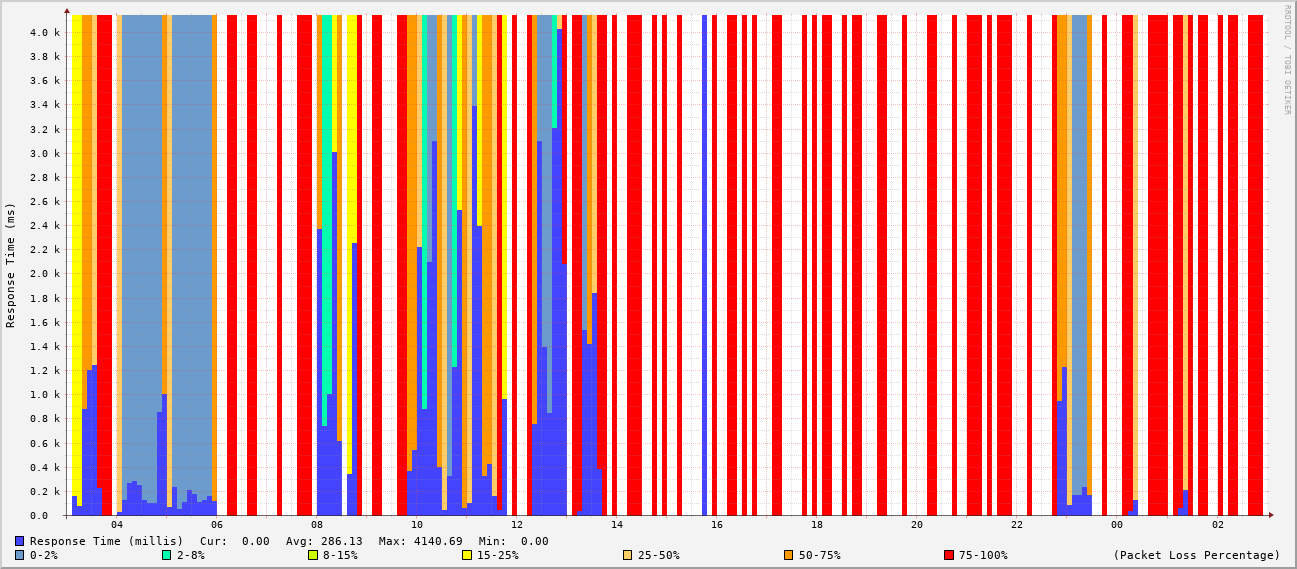 RRDTOOL / TOBI OETIKER
Response Time (ms)
4.0 k
3.8 k
3.6 k
3.4 k
3.2 k
3.0 k
2.8 k
2.6 k
2.4 k
2.2 k
2.0 k
1.8 k
1.6 k
1.4 k
1.2 k
1.0 k
0.8 k
0.6 k
0.4 k
0.2 k
0.0
04 06 08 10 12 14 16 18 20 22 00 02
Response Time (millis) Cur: 0.00 Avg: 286.13 Max: 4140.69 Min: 0.00
0-2% 2-8% 8-15% 15-25% 25-50% 50-75% 75-100% (Packet Loss Percentage)